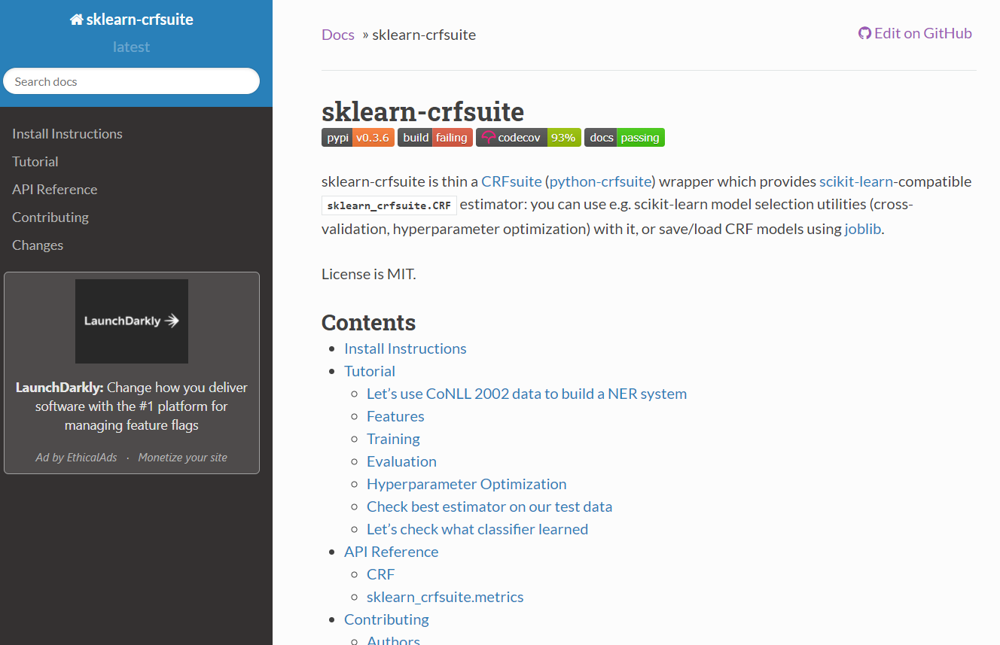 sklearn-crfsuite
latest
Search docs
Install Instructions
Tutorial
API Reference
Contributing
Changes
LaunchDarkly
LaunchDarkly: Change how you deliver
software with the #1 platform for
managing feature flags
Ad by EthicalAds · Monetize your site
Docs » sklearn-crfsuite
Edit on GitHub
sklearn-crfsuite
pypi v0.3.6 build failing codecov 93% docs passing
sklearn-crfsuite is thin a CRFsuite (python-crfsuite) wrapper which provides scikit-learn-compatible
sklearn_crfsuite.CRF estimator: you can use e.g. scikit-learn model selection utilities (cross-
validation, hyperparameter optimization) with it, or save/load CRF models using joblib.
License is MIT.
Contents
Install Instructions
Tutorial
Let’s use CoNLL 2002 data to build a NER system
Features
Training
Evaluation
Hyperparameter Optimization
Check best estimator on our test data
Let’s check what classifier learned
API Reference
CRF
sklearn_crfsuite.metrics
Contributing
Authors